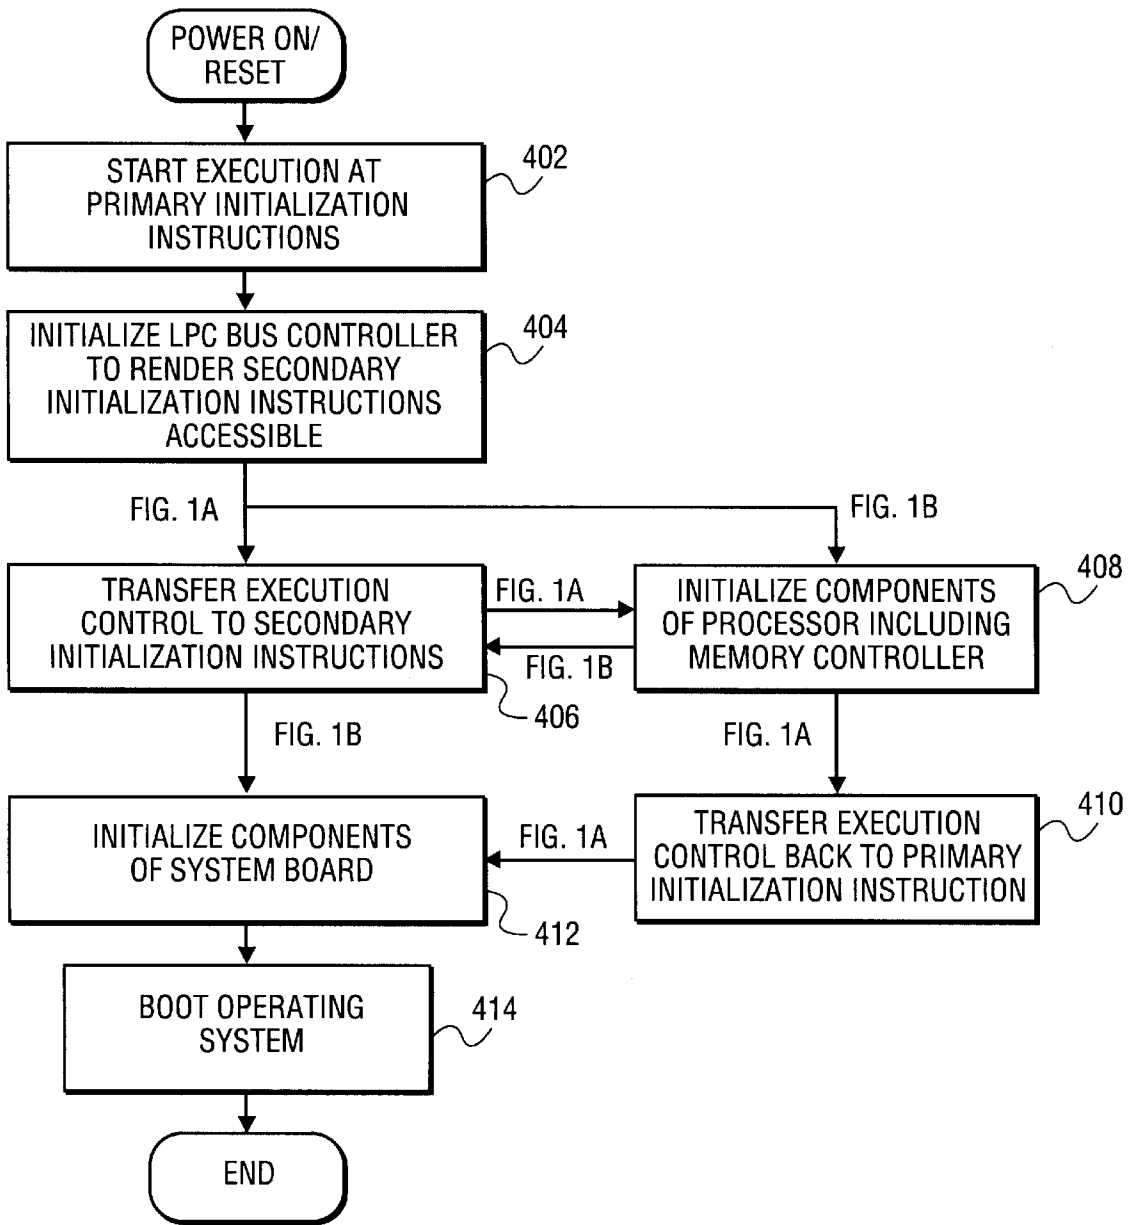 POWER ON/
RESET
START EXECUTION AT
PRIMARY INITIALIZATION
INSTRUCTIONS
402
INITIALIZE LPC BUS CONTROLLER
TO RENDER SECONDARY
INITIALIZATION INSTRUCTIONS
ACCESSIBLE
404
FIG. 1A
FIG. 1B
TRANSFER EXECUTION
CONTROL TO SECONDARY
INITIALIZATION INSTRUCTIONS
406
FIG. 1A
FIG. 1B
INITIALIZE COMPONENTS
OF PROCESSOR INCLUDING
MEMORY CONTROLLER
408
FIG. 1B
FIG. 1A
INITIALIZE COMPONENTS
OF SYSTEM BOARD
412
FIG. 1A
TRANSFER EXECUTION
CONTROL BACK TO PRIMARY
INITIALIZATION INSTRUCTION
410
BOOT OPERATING
SYSTEM
414
END